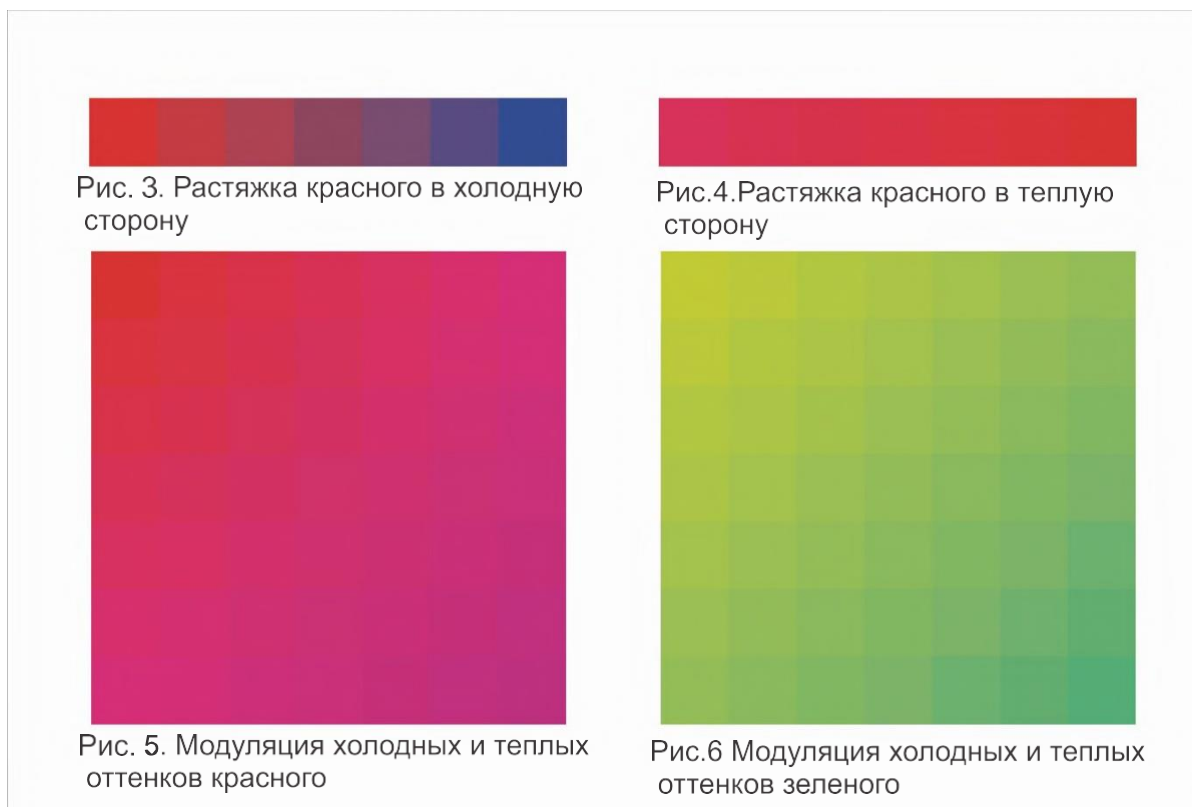 Рис. 3. Растяжка красного в холодную
сторону
Рис.4.Растяжка красного в теплую
сторону
Рис. 5. Модуляция холодных и теплых
оттенков красного
Рис.6 Модуляция холодных и теплых
оттенков зеленого